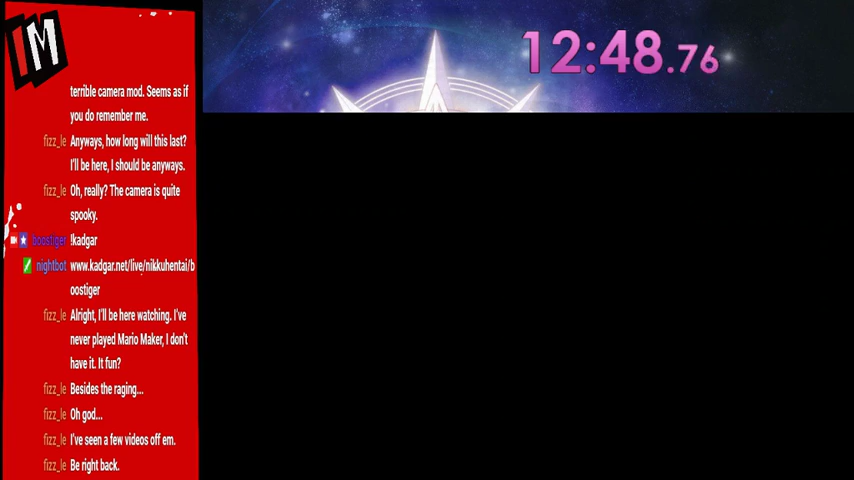 IM
12:48.76
terrible camera mod. Seems as if
you do remember me.
fizz_le Anyways, how long will this last?
I'll be here, I should be anyways.
fizz_le Oh, really? The camera is quite
spooky.
boostiger !kadgar
nightbot www.kadgar.net/live/nikkuhentai/b
oostiger
fizz_le Alright, I'll be here watching. I've
never played Mario Maker, I don't
have it. It fun?
fizz_le Besides the raging...
fizz_le Oh god...
fizz_le I've seen a few videos off em.
fizz_le Be right back.